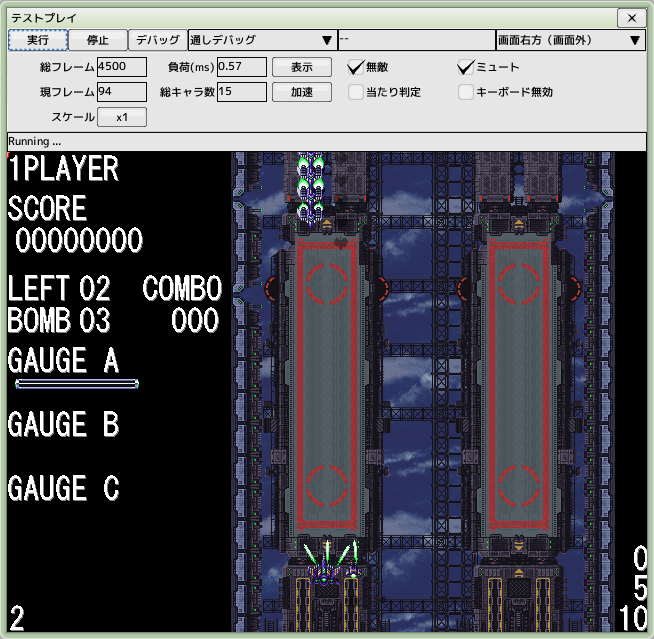 テストプレイ
実行 停止 デバッグ 通しデバッグ -- 画面右方（画面外）
総フレーム 4500 負荷(ms) 0.57 表示 無敵 ミュート
現フレーム 94 総キャラ数 15 加速 当たり判定 キーボード無効
スケール x1
Running ...
1PLAYER
SCORE
00000000
LEFT 02 COMBO
BOMB 03 000
GAUGE A
GAUGE B
GAUGE C
0
5
2 10